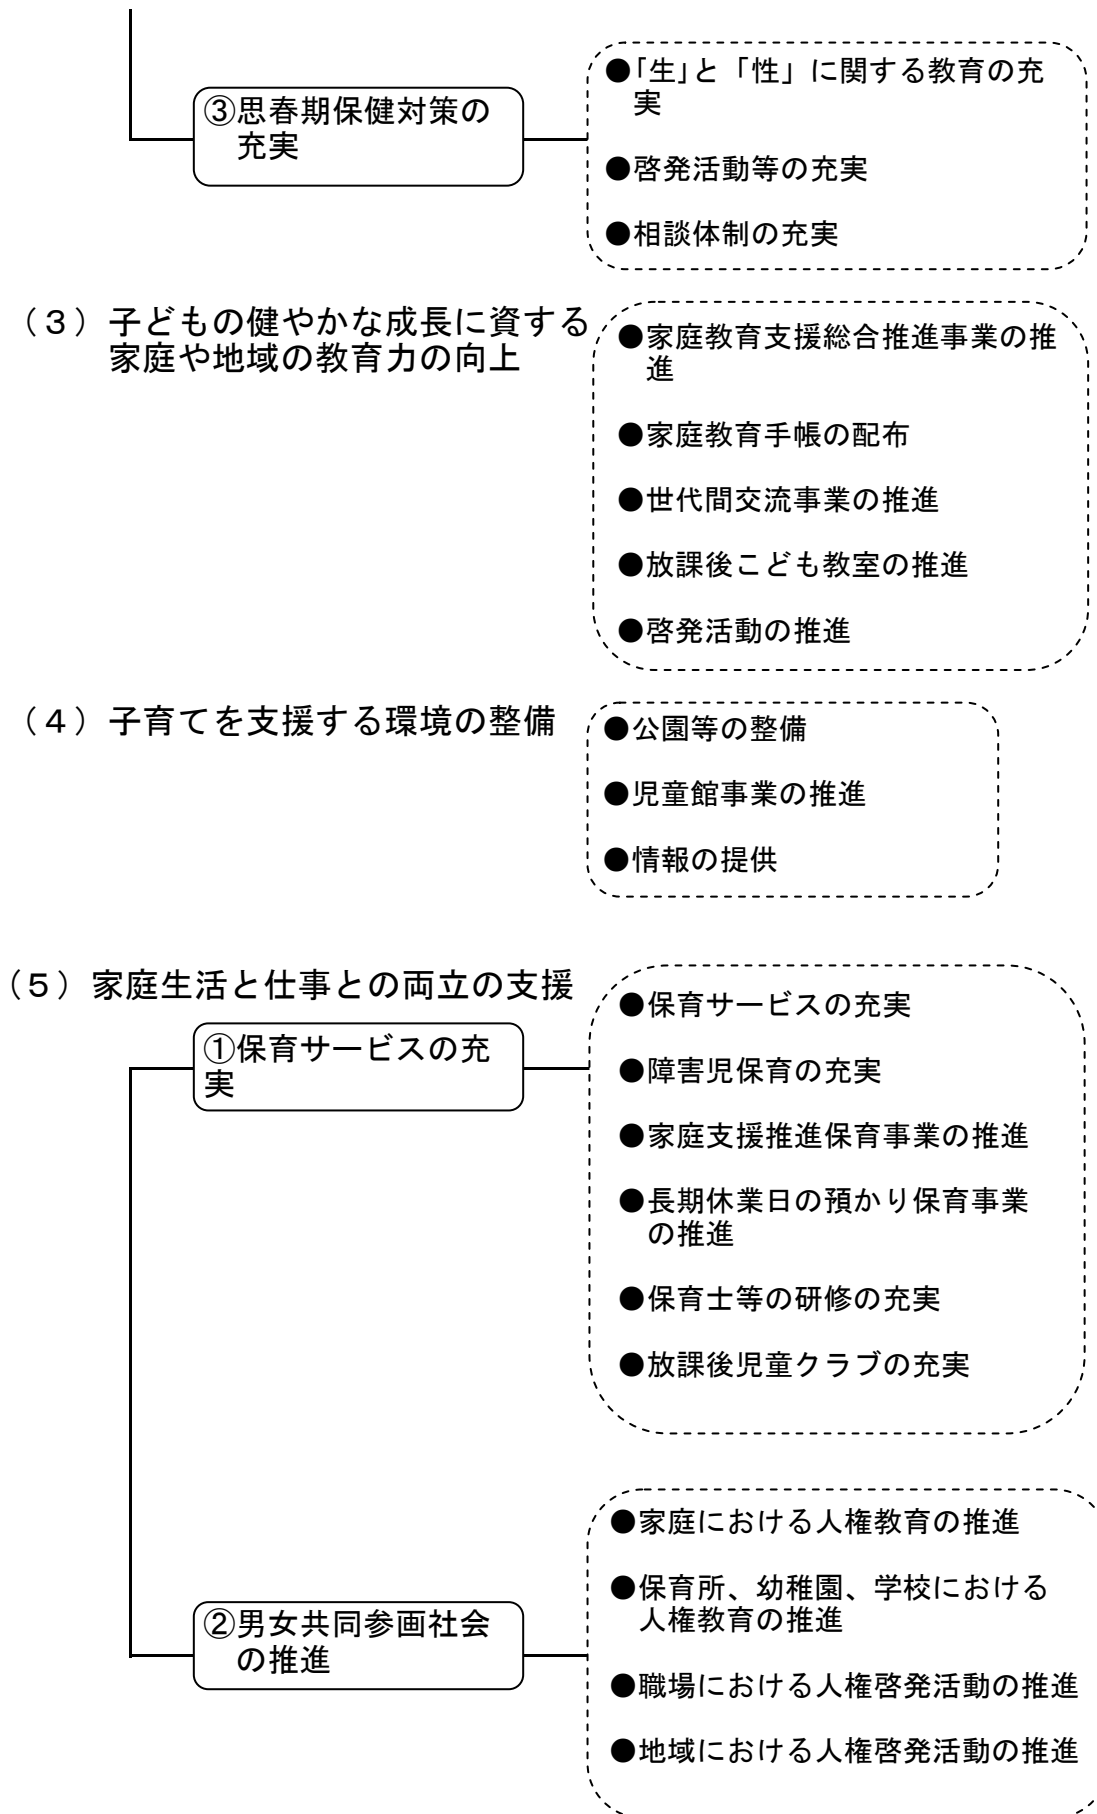 ③思春期保健対策の
充実
●「生」と「性」に関する教育の充
実
●啓発活動等の充実
●相談体制の充実
（３）子どもの健やかな成長に資する
家庭や地域の教育力の向上
●家庭教育支援総合推進事業の推
進
●家庭教育手帳の配布
●世代間交流事業の推進
●放課後こども教室の推進
●啓発活動の推進
（４）子育てを支援する環境の整備
●公園等の整備
●児童館事業の推進
●情報の提供
（５）家庭生活と仕事との両立の支援
①保育サービスの充
実
●保育サービスの充実
●障害児保育の充実
●家庭支援推進保育事業の推進
●長期休業日の預かり保育事業
の推進
●保育士等の研修の充実
●放課後児童クラブの充実
②男女共同参画社会
の推進
●家庭における人権教育の推進
●保育所、幼稚園、学校における
人権教育の推進
●職場における人権啓発活動の推進
●地域における人権啓発活動の推進